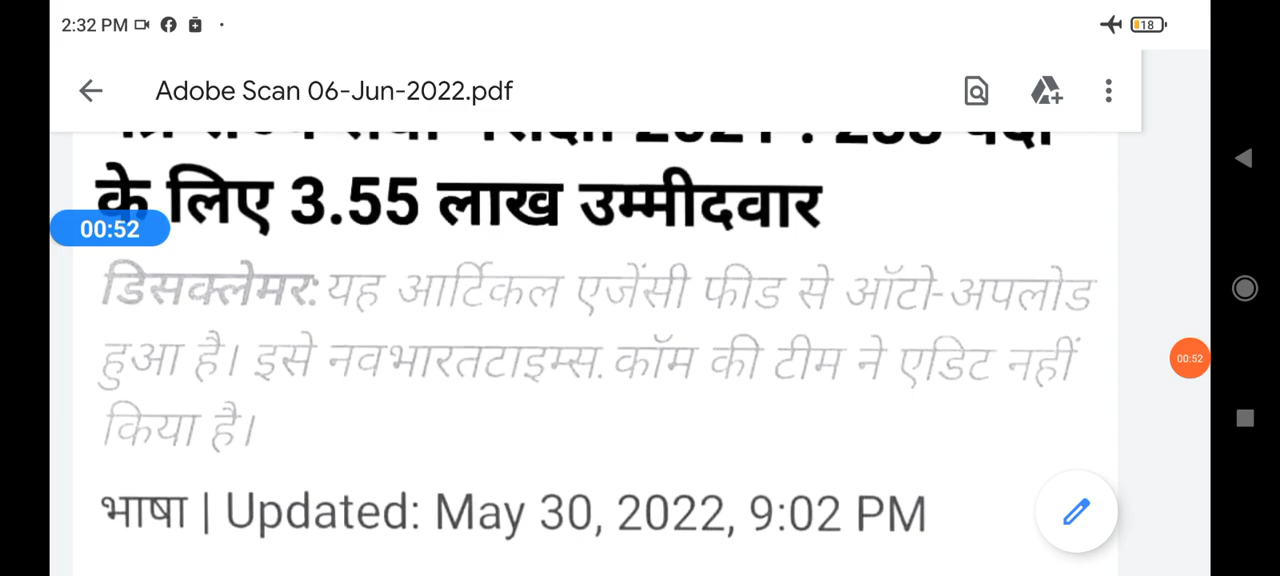 2:32 PM
18
Adobe Scan 06-Jun-2022.pdf
2021 :
के लिए 3.55 लाख उम्मीदवार
00:52
डिसक्लेमर: यह आर्टिकल एजेंसी फीड से ऑटो-अपलोड
हुआ है। इसे नवभारतटाइम्स.कॉम की टीम ने एडिट नहीं
00:52
किया है।
भाषा | Updated: May 30, 2022, 9:02 PM